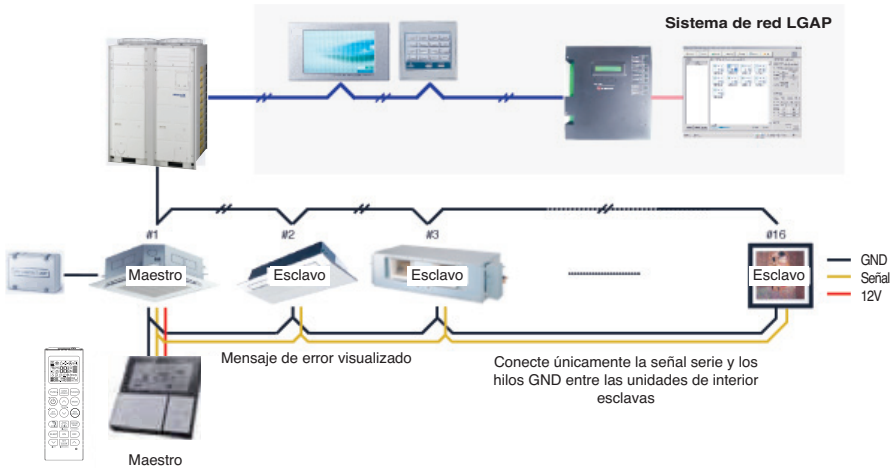 Sistema de red LGAP
#1
#2
#3
#16
Maestro
Esclavo
Esclavo
Esclavo
GND
Señal
12V
Mensaje de error visualizado
Conecte únicamente la señal serie y los
hilos GND entre las unidades de interior
esclavas
Maestro